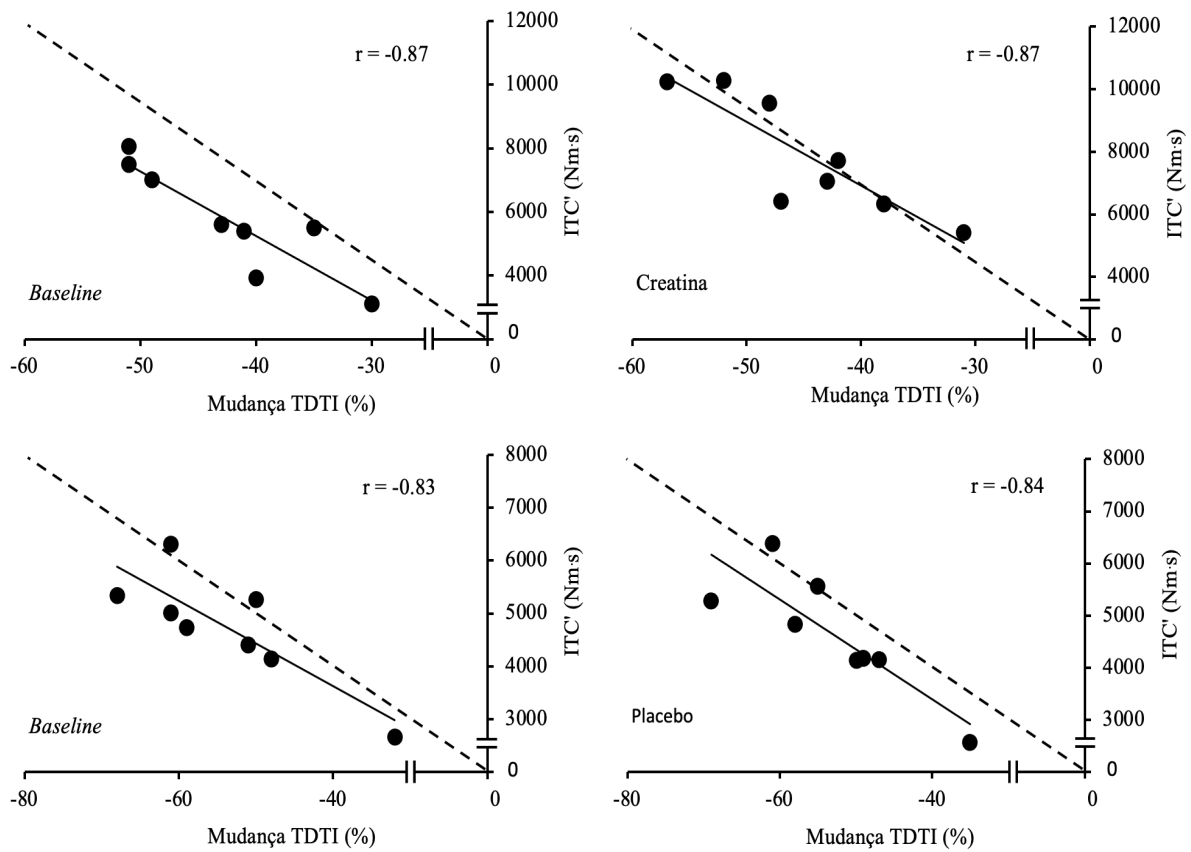 12000
r = -0.87
10000
8000
6000
4000
0
ITC' (Nm·s)
Baseline
-60 -50 -40 -30 0
Mudança TDTI (%)
12000
r = -0.87
10000
8000
6000
4000
0
ITC' (Nm·s)
Creatina
-60 -50 -40 -30 0
Mudança TDTI (%)
8000
r = -0.83
7000
6000
5000
4000
3000
0
ITC' (Nm·s)
Baseline
-80 -60 -40 0
Mudança TDTI (%)
8000
r = -0.84
7000
6000
5000
4000
3000
0
ITC' (Nm·s)
Placebo
-80 -60 -40 0
Mudança TDTI (%)